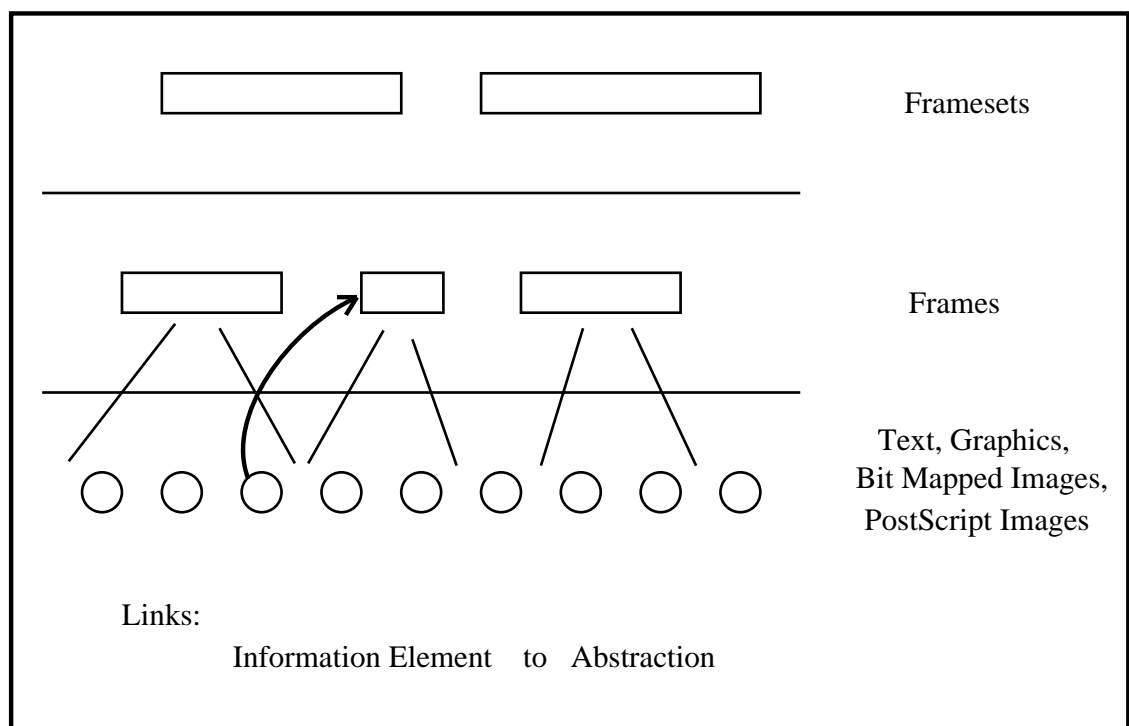 Framesets
Frames
Text, Graphics,
Bit Mapped Images,
PostScript Images
Links:
Information Element to Abstraction